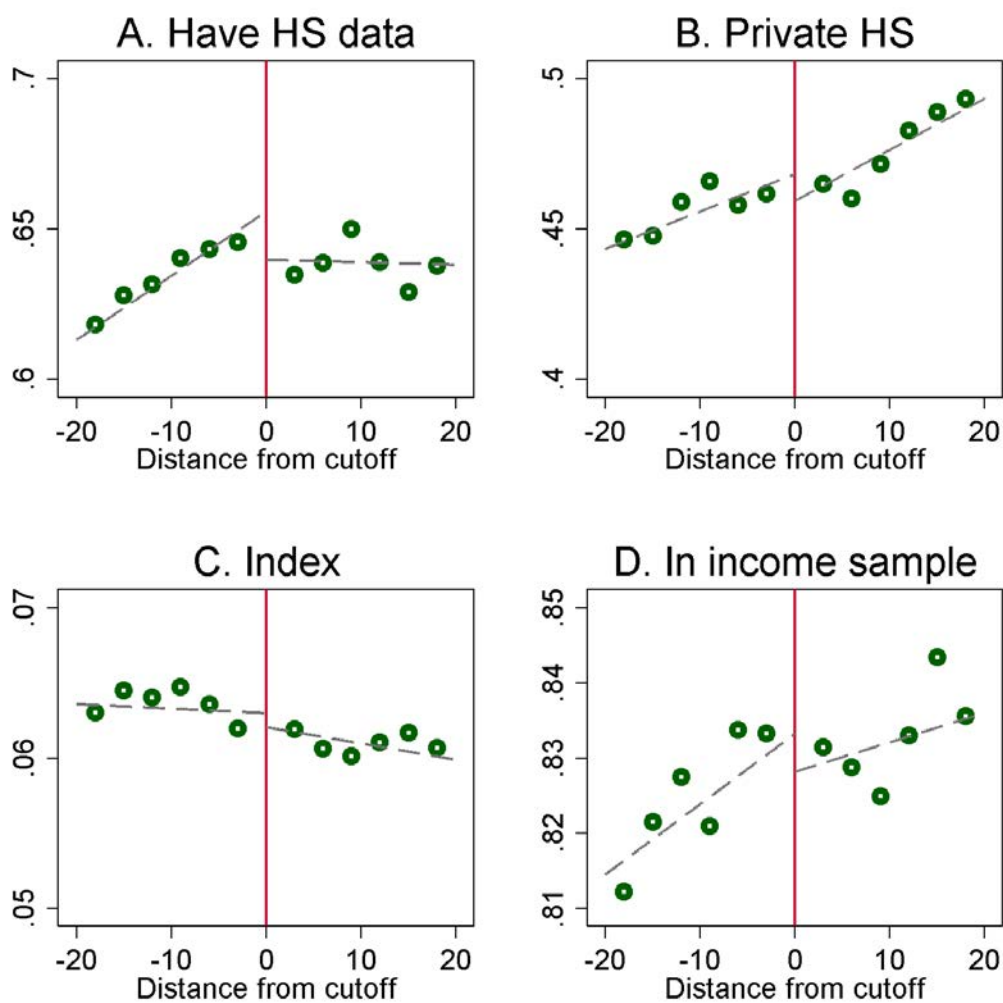 A. Have HS data
.7
.65
.6
-20 -10 0 10 20
Distance from cutoff
B. Private HS
.5
.45
.4
-20 -10 0 10 20
Distance from cutoff
C. Index
.07
.06
.05
-20 -10 0 10 20
Distance from cutoff
D. In income sample
.85
.84
.83
.82
.81
-20 -10 0 10 20
Distance from cutoff